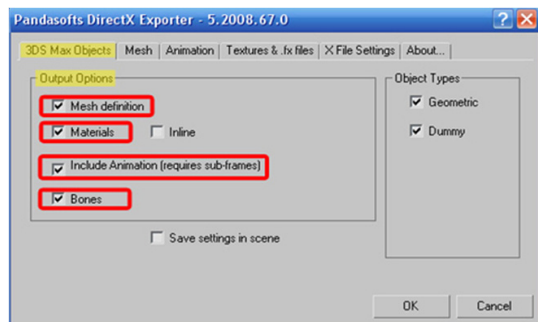 Pandasofts DirectX Exporter - 5.2008.67.0
3DS Max Objects Mesh Animation Textures & .fx files X File Settings About...
Output Options
Mesh definition
Materials Inline
Include Animation (requires sub-frames)
Bones
Save settings in scene
Object Types
Geometric
Dummy
OK Cancel